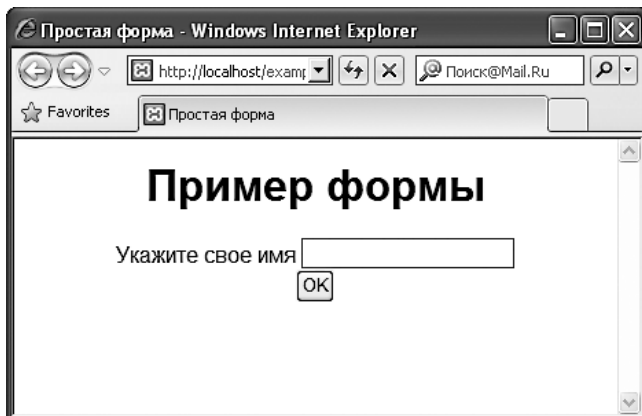 Простая форма - Windows Internet Explorer
http://localhost/examp
Поиск@Mail.Ru
Favorites
Простая форма
Пример формы
Укажите свое имя
OK